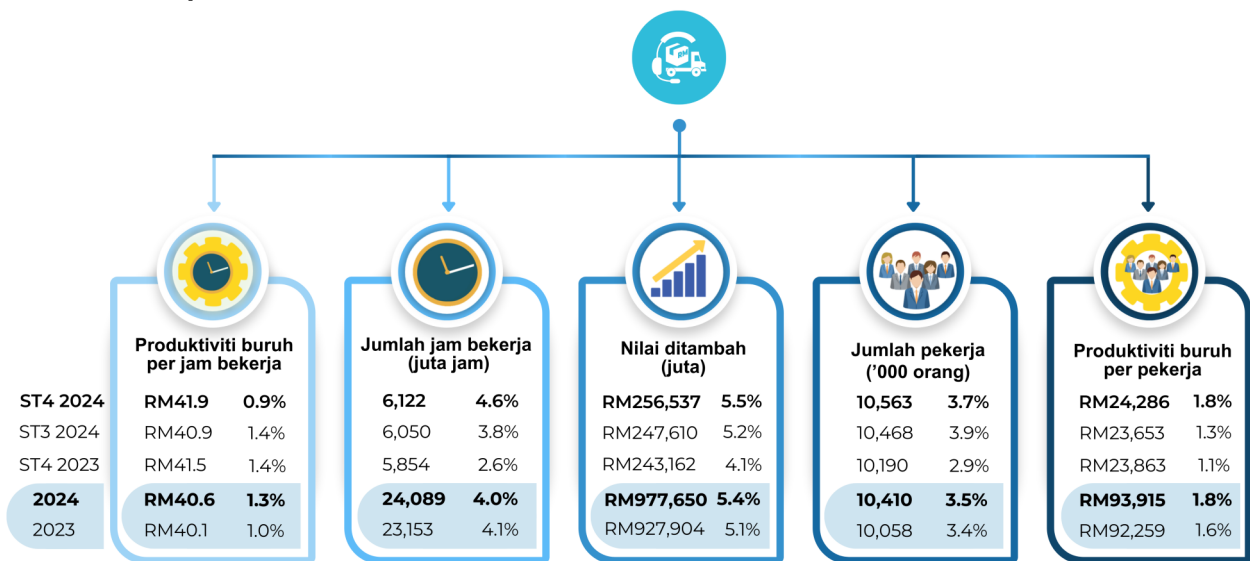 RM
Produktiviti buruh
per jam bekerja
Jumlah jam bekerja
(juta jam)
Nilai ditambah
(juta)
Jumlah pekerja
('000 orang)
Produktiviti buruh
per pekerja
ST4 2024 RM41.9 0.9% 6,122 4.6% RM256,537 5.5% 10,563 3.7% RM24,286 1.8%
ST3 2024 RM40.9 1.4% 6,050 3.8% RM247,610 5.2% 10,468 3.9% RM23,653 1.3%
ST4 2023 RM41.5 1.4% 5,854 2.6% RM243,162 4.1% 10,190 2.9% RM23,863 1.1%
2024 RM40.6 1.3% 24,089 4.0% RM977,650 5.4% 10,410 3.5% RM93,915 1.8%
2023 RM40.1 1.0% 23,153 4.1% RM927,904 5.1% 10,058 3.4% RM92,259 1.6%